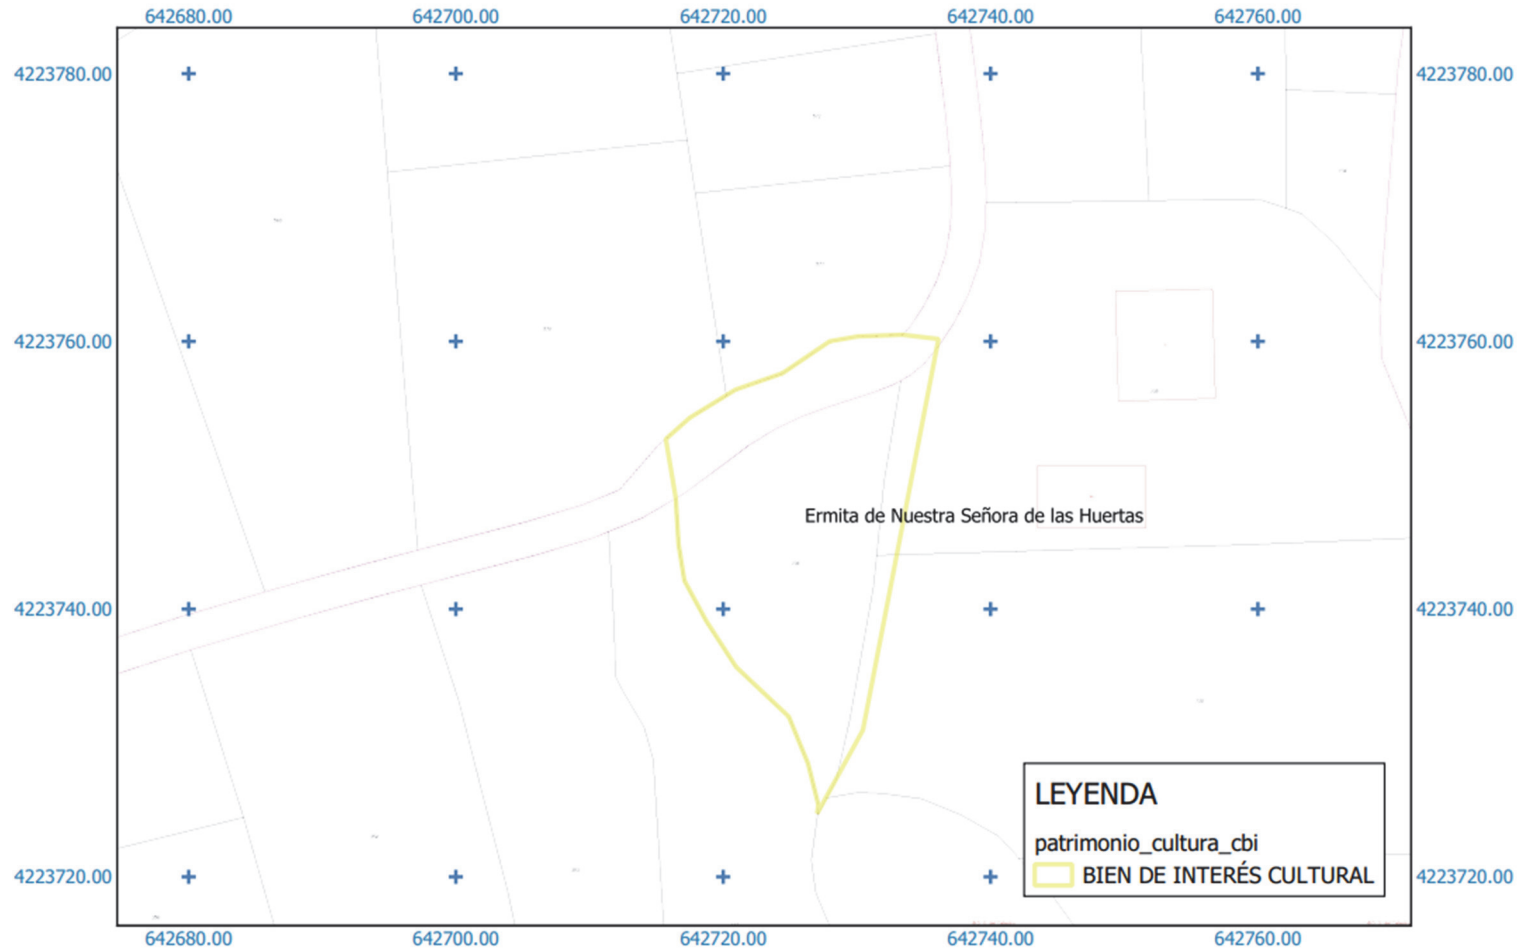 642680.00 642700.00 642720.00 642740.00 642760.00
4223780.00 4223780.00
4223760.00 4223760.00
Ermita de Nuestra Señora de las Huertas
4223740.00 4223740.00
LEYENDA
patrimonio_cultura_cbi
BIEN DE INTERÉS CULTURAL
4223720.00 4223720.00
642680.00 642700.00 642720.00 642740.00 642760.00